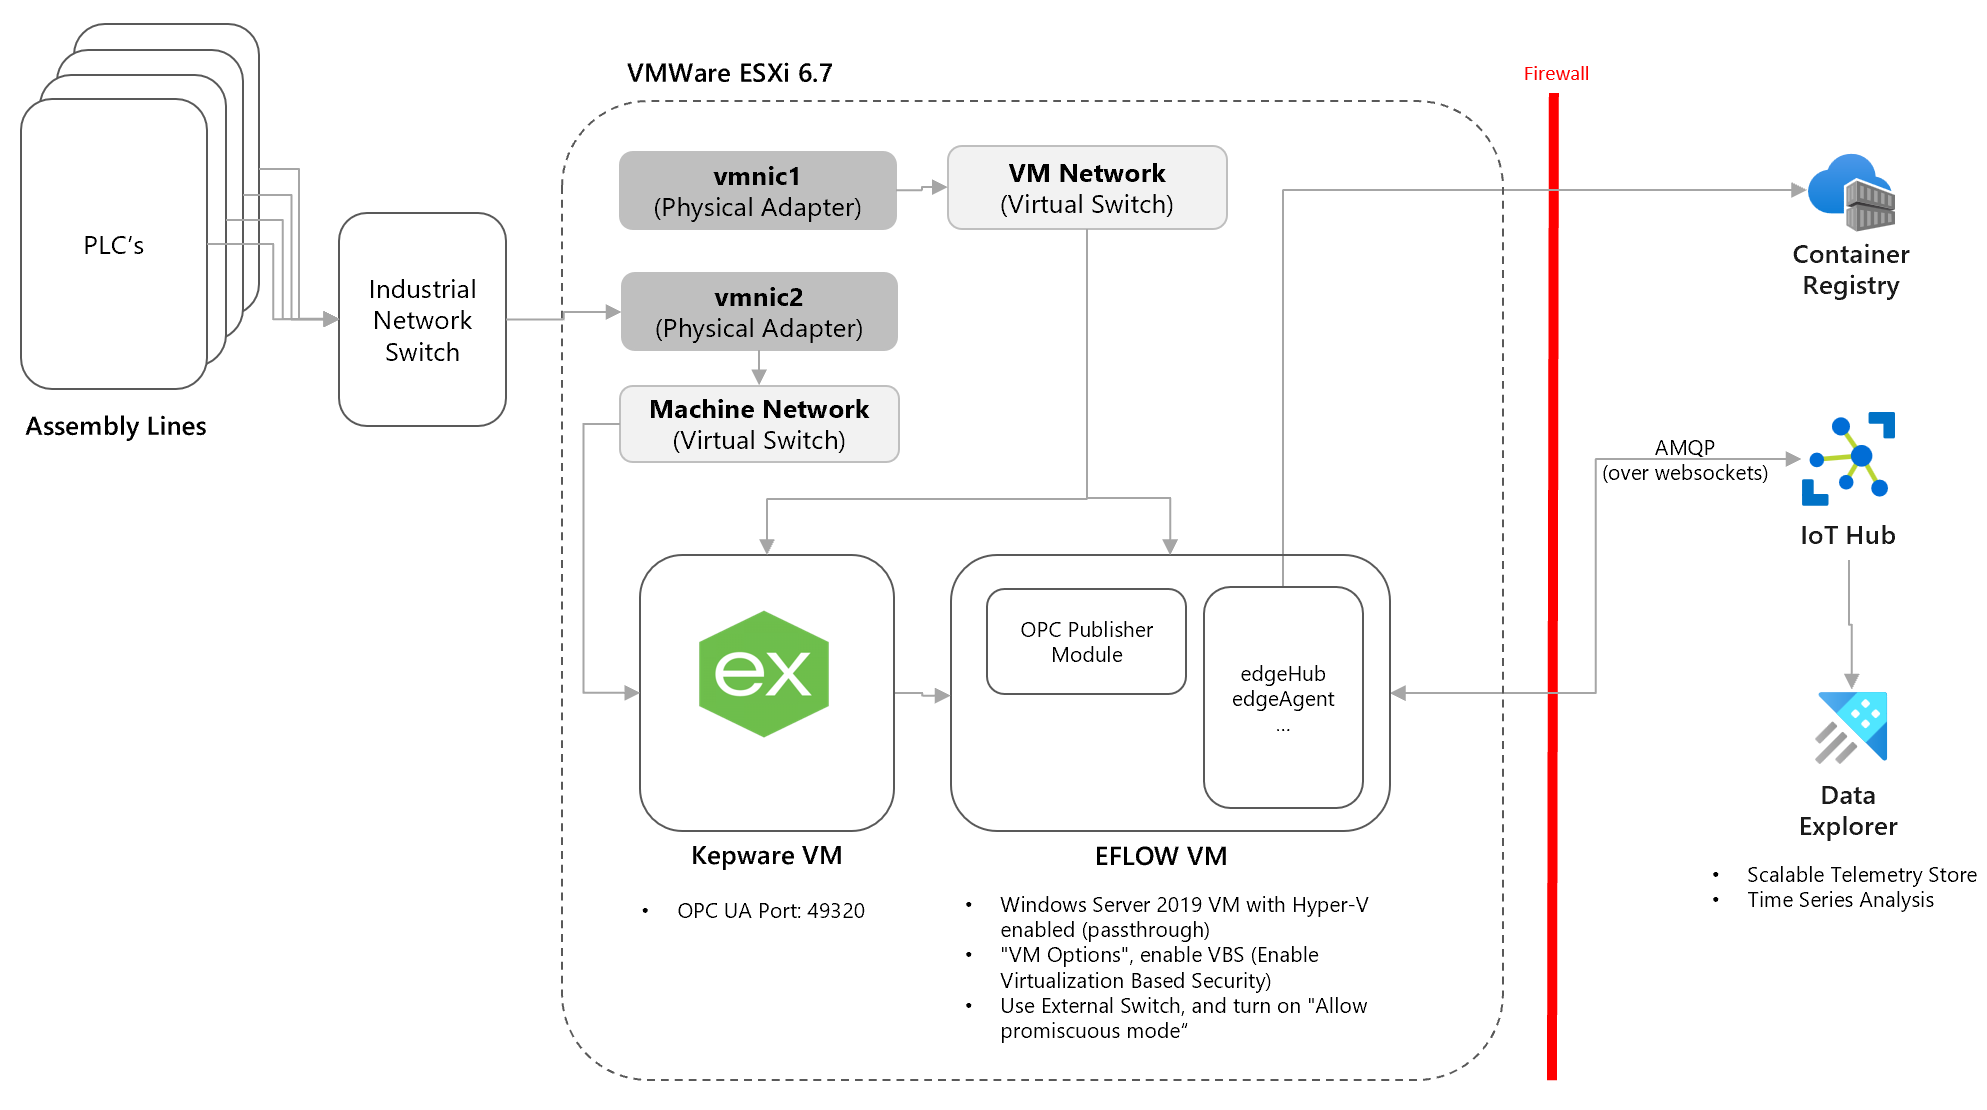 VMWare ESXi 6.7
Firewall
PLC’s
Assembly Lines
Industrial
Network
Switch
vmnic1
(Physical Adapter)
VM Network
(Virtual Switch)
vmnic2
(Physical Adapter)
Machine Network
(Virtual Switch)
Container
Registry
AMQP
(over websockets)
IoT Hub
ex
Kepware VM
• OPC UA Port: 49320
OPC Publisher
Module
edgeHub
edgeAgent
...
EFLOW VM
• Windows Server 2019 VM with Hyper-V
enabled (passthrough)
• "VM Options", enable VBS (Enable
Virtualization Based Security)
• Use External Switch, and turn on "Allow
promiscuous mode“
Data
Explorer
• Scalable Telemetry Store
• Time Series Analysis